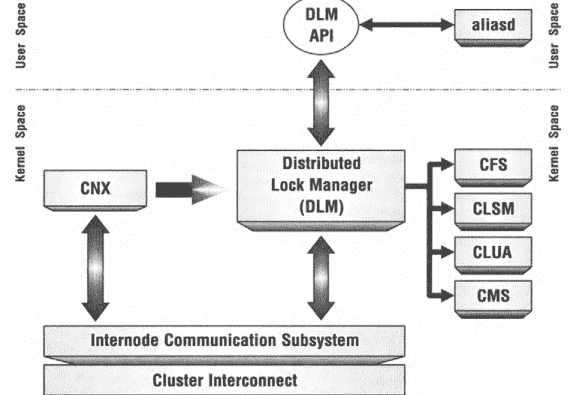 DLM
API
aliasd
User Space
User Space
Kernel Space
Kernel Space
CNX
Distributed
Lock Manager
(DLM)
CFS
CLSM
CLUA
CMS
Internode Communication Subsystem
Cluster Interconnect